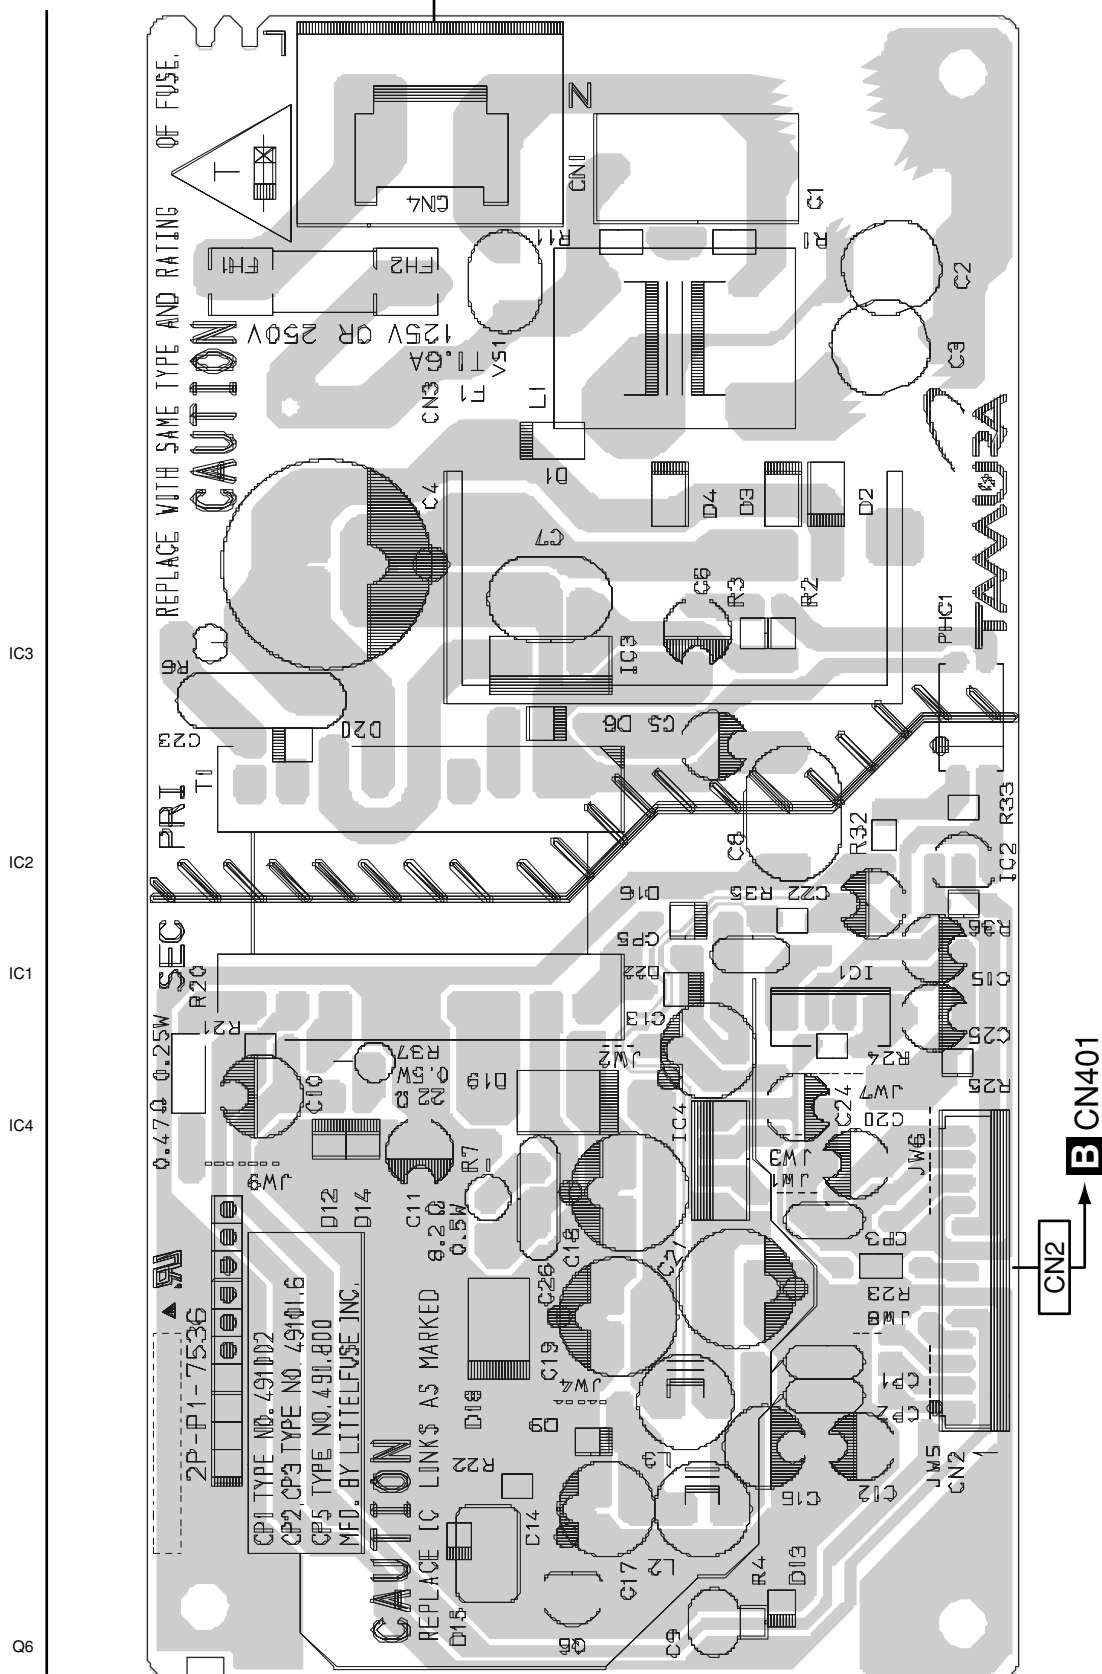 REPLACE WITH SAME TYPE AND RATING OF FUSE.
CAUTION
125V OR 250V
T1.6A
F1
T
L
N
CN4
CN1
C1
FH1
FH2
R11
R1
C2
C3
VS1
CN3
L1
TAMURA
D1
D4
D3
D2
C4
C7
C6
R3
R2
PHC1
IC3
IC3
R6
C23
D20
D6
C5
T1
PRI
SEC
C8
R32
R33
IC2
IC2
D16
R35
C22
CP5
R36
IC1
R20
D22
IC1
C15
C13
C25
R21
0.47Ω 0.25W
R37
0.5W
22 Ω
JW2
R24
R25
C10
D19
JW7
C24
C20
IC4
IC4
JW3
JW1
JW6
JW9
R7
D12
D14
C11
8.2 Ω
0.5W
C18
C21
CP3
C26
R23
JW8
B CN401
CN2
2P-P1-7536
CP1 TYPE NO.491002
CP2,CP3 TYPE NO. 49101.6
CP5 TYPE NO.491.800
MFD. BY LITTELFUSE INC.
CAUTION
REPLACE IC LINKS AS MARKED
C19
JW4
CP1
CP2
D18
D9
L3
R22
C16
C12
JW5
CN2
1
C14
C17
L2
R4
D13
D15
Q6
Q6
C9